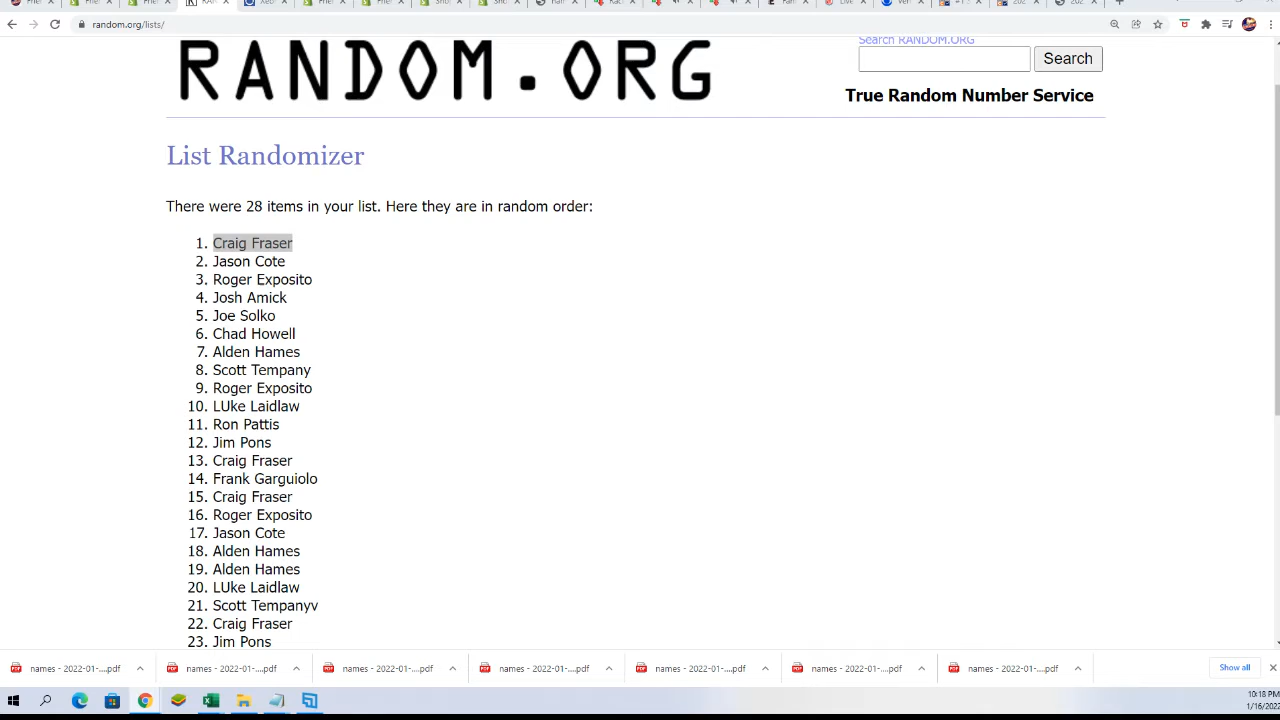 random.org/lists/
RANDOM.ORG
Search RANDOM.ORG
Search
True Random Number Service
List Randomizer
There were 28 items in your list. Here they are in random order:
1. Craig Fraser
2. Jason Cote
3. Roger Exposito
4. Josh Amick
5. Joe Solko
6. Chad Howell
7. Alden Hames
8. Scott Tempany
9. Roger Exposito
10. LUke Laidlaw
11. Ron Pattis
12. Jim Pons
13. Craig Fraser
14. Frank Garguiolo
15. Craig Fraser
16. Roger Exposito
17. Jason Cote
18. Alden Hames
19. Alden Hames
20. LUke Laidlaw
21. Scott Tempanyv
22. Craig Fraser
23. Jim Pons
names - 2022-01-....pdf names - 2022-01-....pdf names - 2022-01-....pdf names - 2022-01-....pdf names - 2022-01-....pdf names - 2022-01-....pdf names - 2022-01-....pdf Show all
10:18 PM
1/16/2022